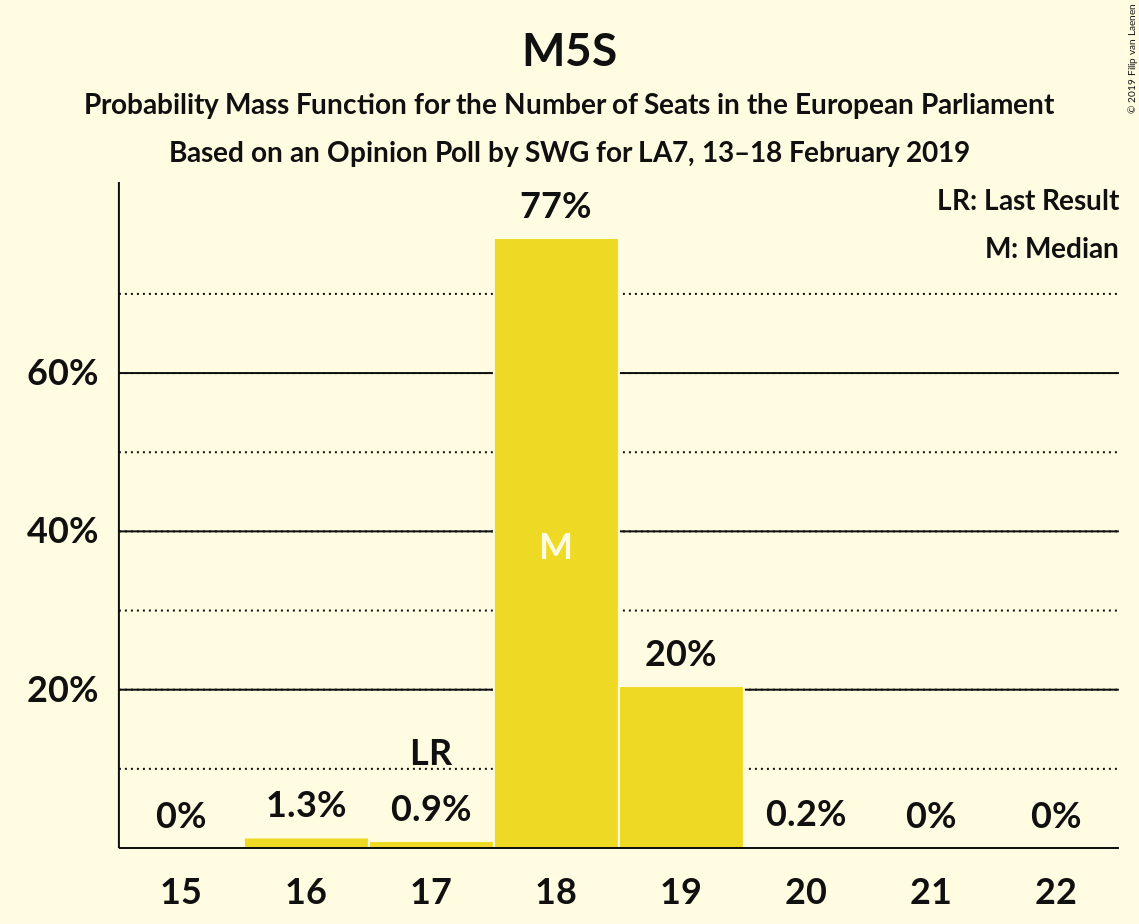 M5S
Probability Mass Function for the Number of Seats in the European Parliament
Based on an Opinion Poll by SWG for LA7, 13–18 February 2019
© 2019 Filip van Laenen
LR: Last Result
M: Median
77%
60%
40%
20%
M
20%
LR
0%
1.3%
0.9%
0.2%
0%
0%
15 16 17 18 19 20 21 22